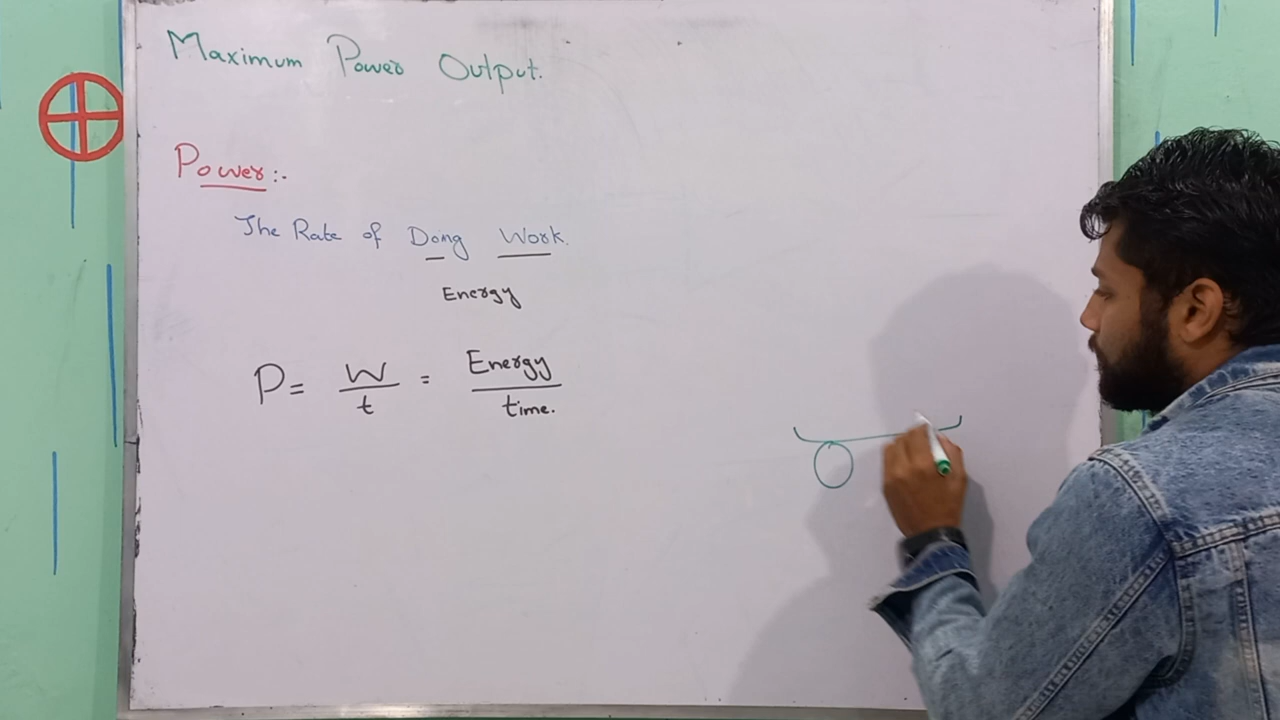 Maximum Power Output.
Power:-
The Rate of Doing Work.
Energy
P = W/t = Energy/time.